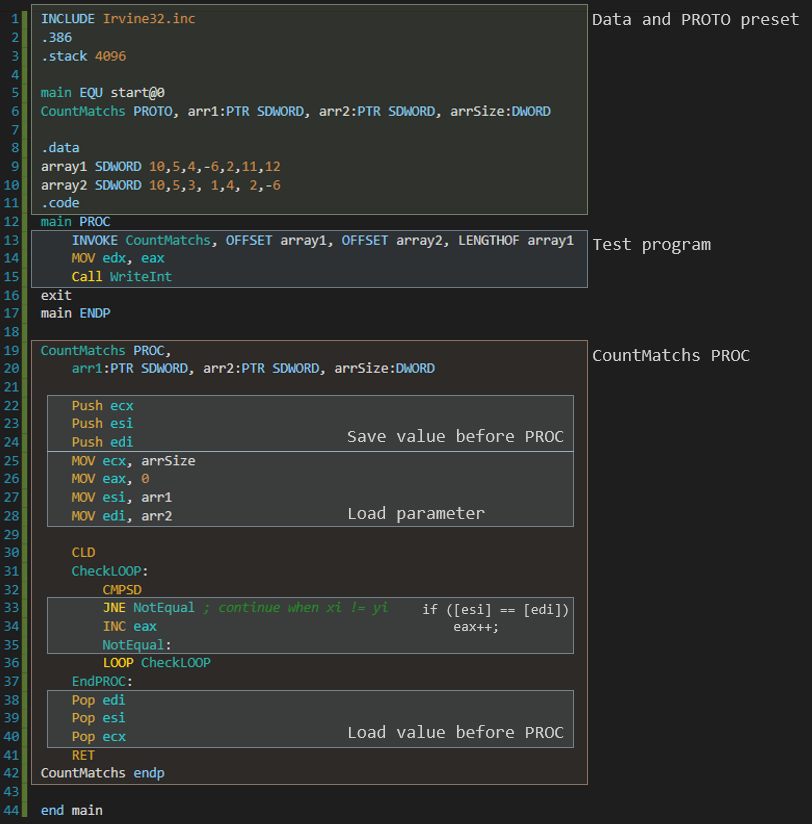 1 INCLUDE Irvine32.inc
Data and PROTO preset
2 .386
3 .stack 4096
4
5 main EQU start@0
6 CountMatchs PROTO, arr1:PTR SDWORD, arr2:PTR SDWORD, arrSize:DWORD
7
8 .data
9 array1 SDWORD 10,5,4,-6,2,11,12
10 array2 SDWORD 10,5,3, 1,4, 2,-6
11 .code
12 main PROC
13 INVOKE CountMatchs, OFFSET array1, OFFSET array2, LENGTHOF array1
Test program
14 MOV edx, eax
15 Call WriteInt
16 exit
17 main ENDP
18
19 CountMatchs PROC,
CountMatchs PROC
20 arr1:PTR SDWORD, arr2:PTR SDWORD, arrSize:DWORD
21
22 Push ecx
23 Push esi
24 Push edi
Save value before PROC
25 MOV ecx, arrSize
26 MOV eax, 0
27 MOV esi, arr1
28 MOV edi, arr2
Load parameter
29
30 CLD
31 CheckLOOP:
32 CMPSD
33 JNE NotEqual ; continue when xi != yi
if ([esi] == [edi])
34 INC eax
eax++;
35 NotEqual:
36 LOOP CheckLOOP
37 EndPROC:
38 Pop edi
39 Pop esi
40 Pop ecx
Load value before PROC
41 RET
42 CountMatchs endp
43
44 end main